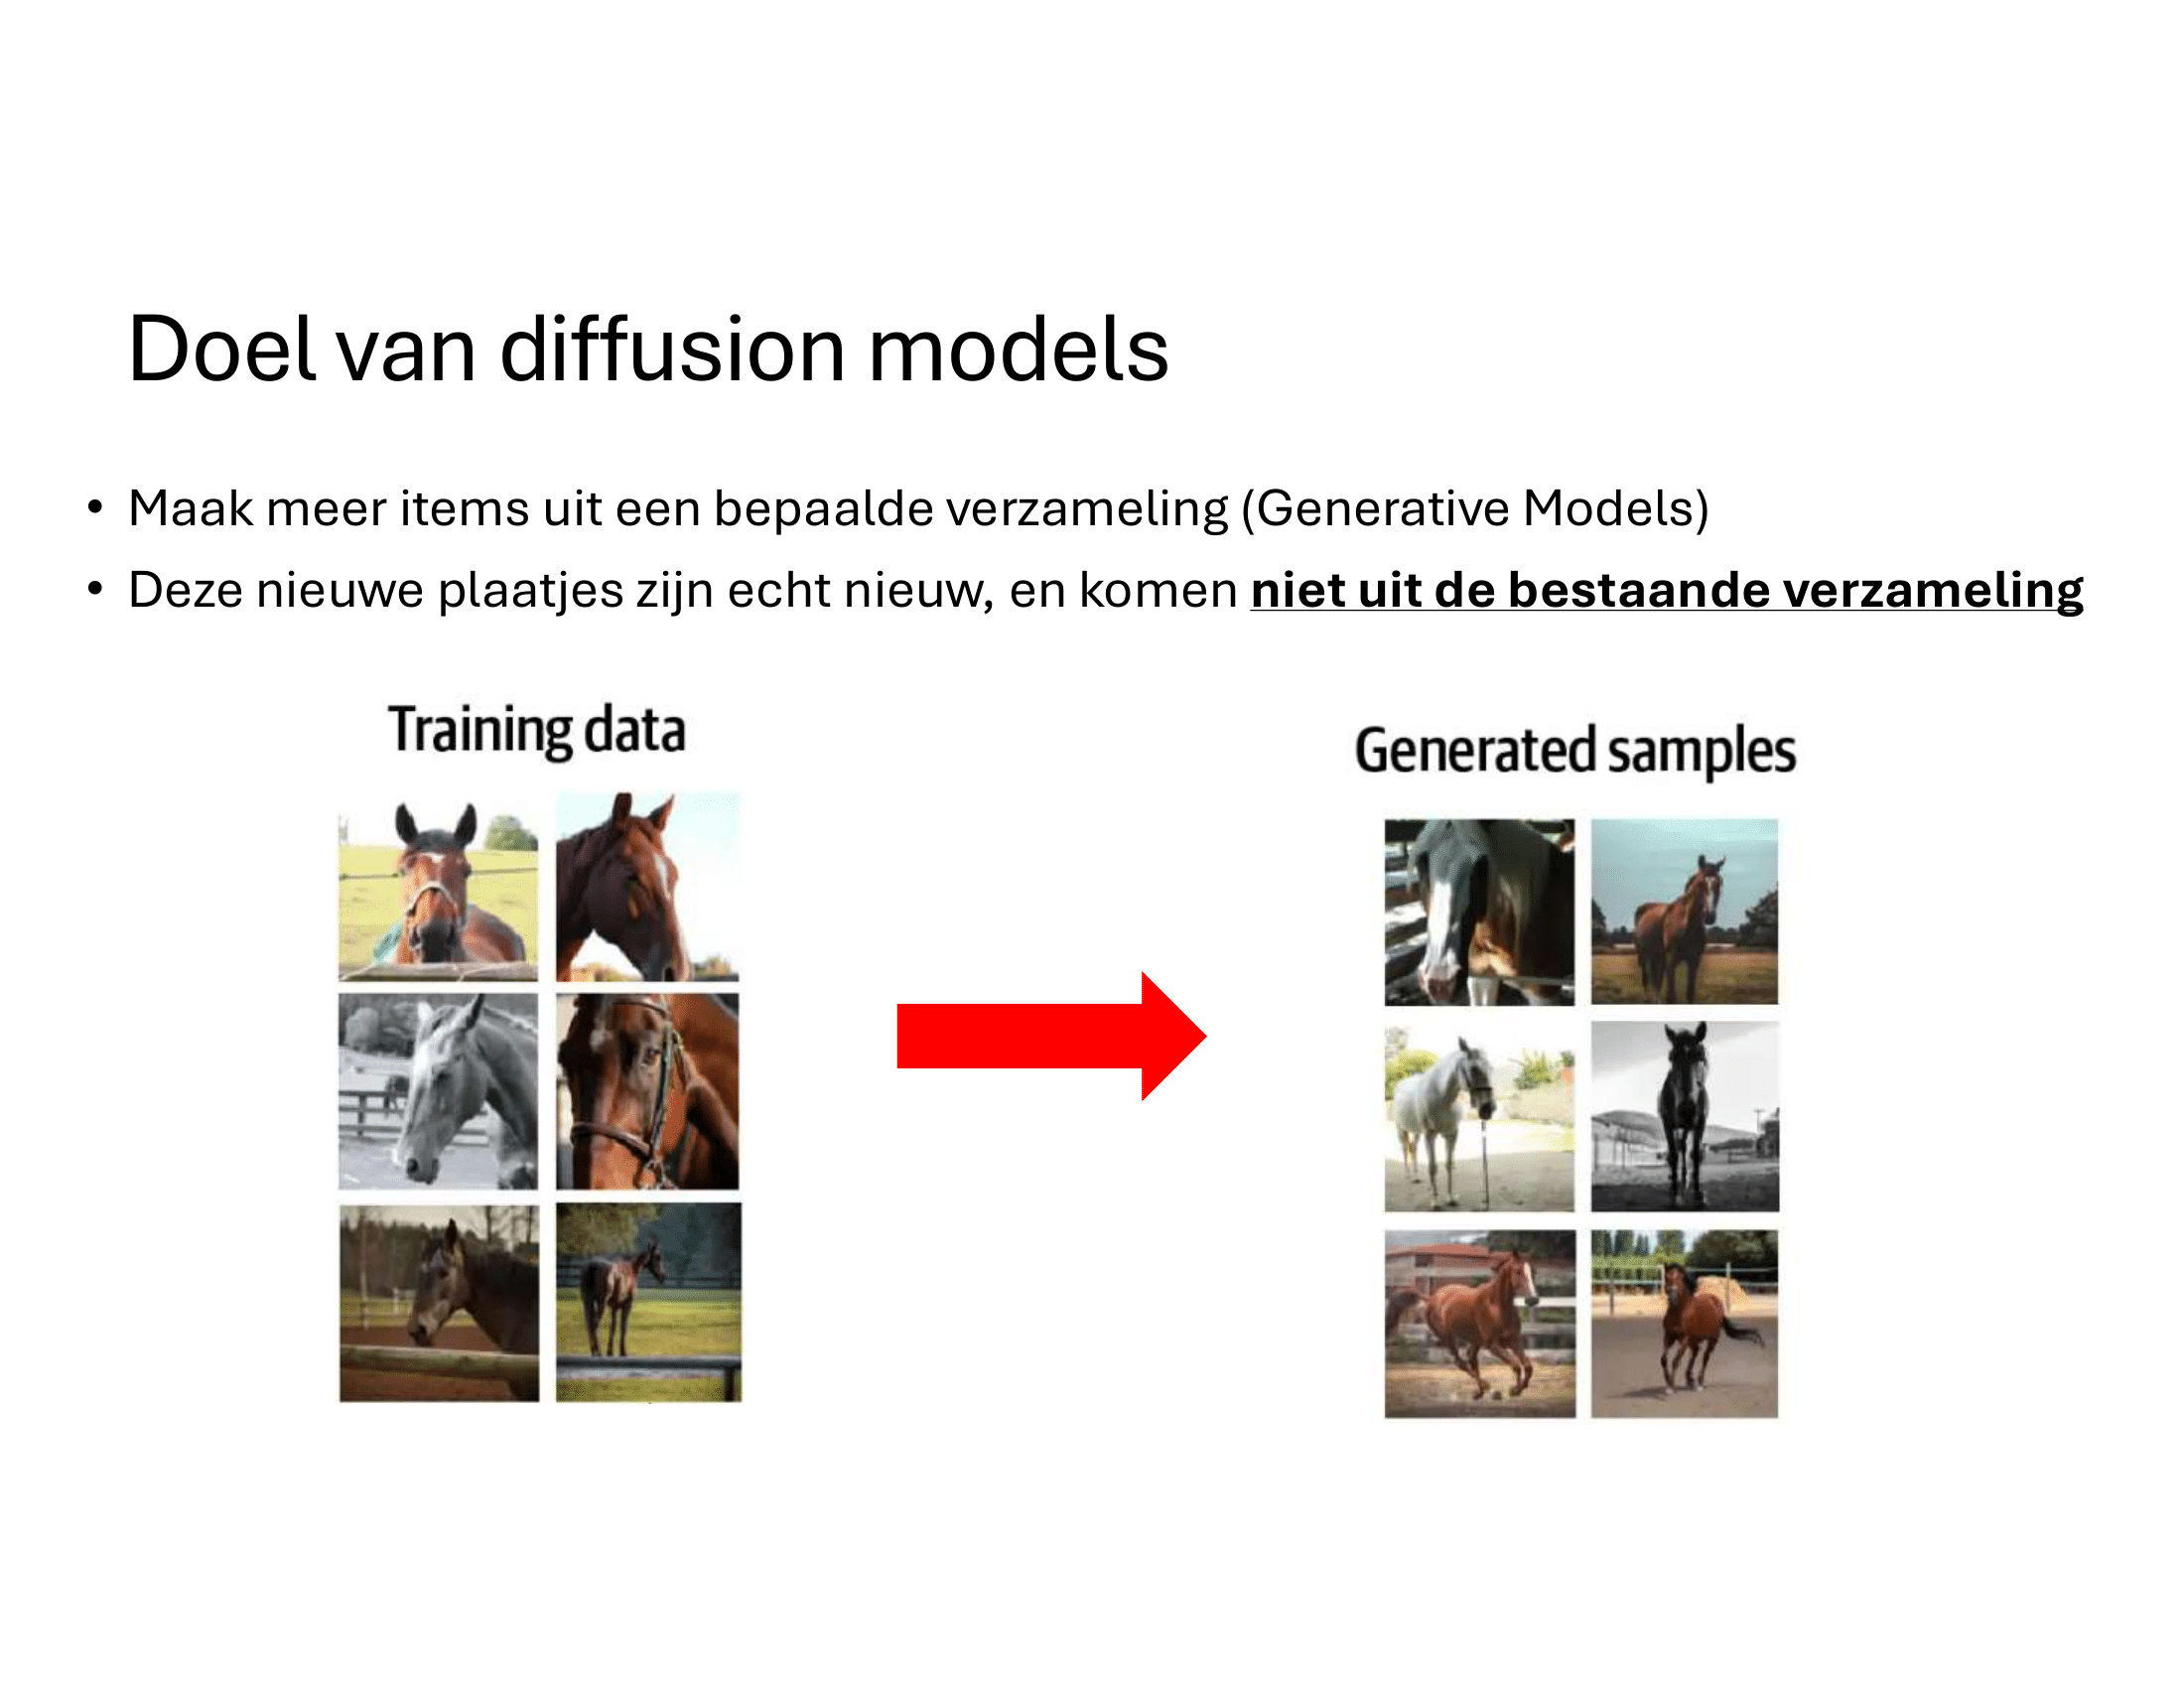 Doel van diffusion models
• Maak meer items uit een bepaalde verzameling (Generative Models)
• Deze nieuwe plaatjes zijn echt nieuw, en komen niet uit de bestaande verzameling
Training data
Generated samples